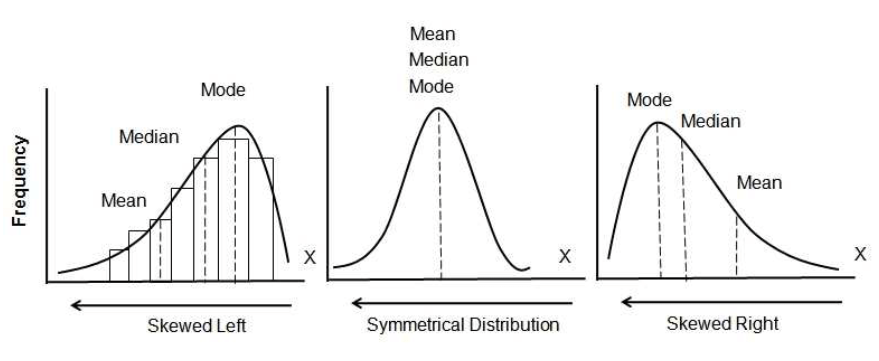 Frequency
Mode
Median
Mean
X
Skewed Left
Mean
Median
Mode
X
Symmetrical Distribution
Mode
Median
Mean
X
Skewed Right